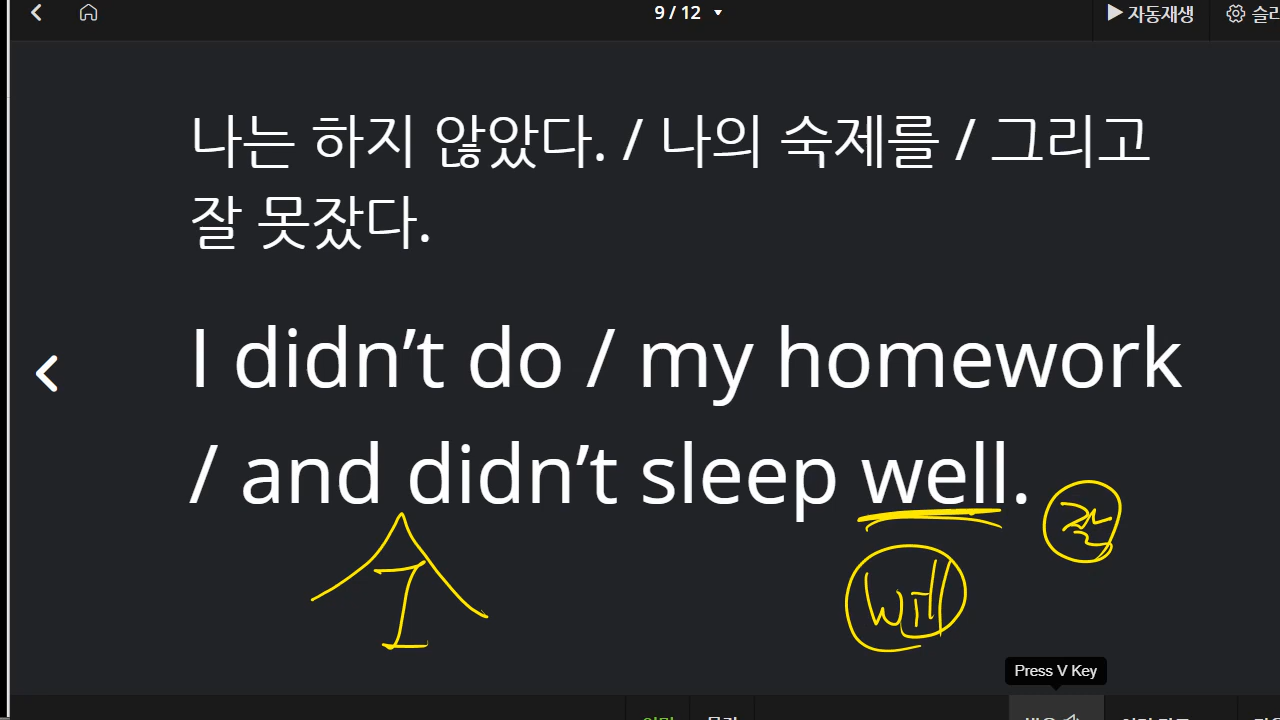 9 / 12
자동재생
나는 하지 않았다. / 나의 숙제를 / 그리고
잘 못잤다.
I didn't do / my homework
/ and didn't sleep well.
잘
I
will
Press V Key